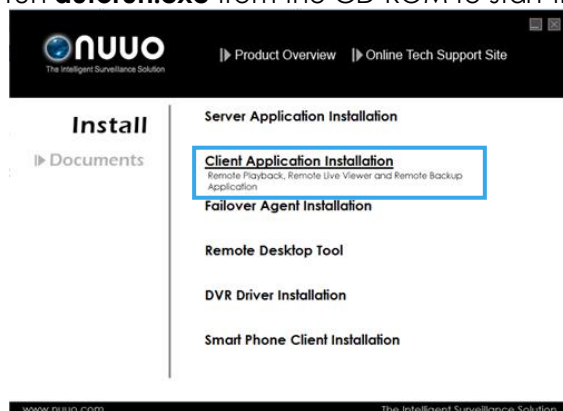 autorun.exe from the CD-ROM to start
nuuo
The Intelligent Surveillance Solution
Product Overview
Online Tech Support Site
Install
Documents
Server Application Installation
Client Application Installation
Remote Playback, Remote Live Viewer and Remote Backup
Application
Failover Agent Installation
Remote Desktop Tool
DVR Driver Installation
Smart Phone Client Installation
www.nuuo.com
The Intelligent Surveillance Solution